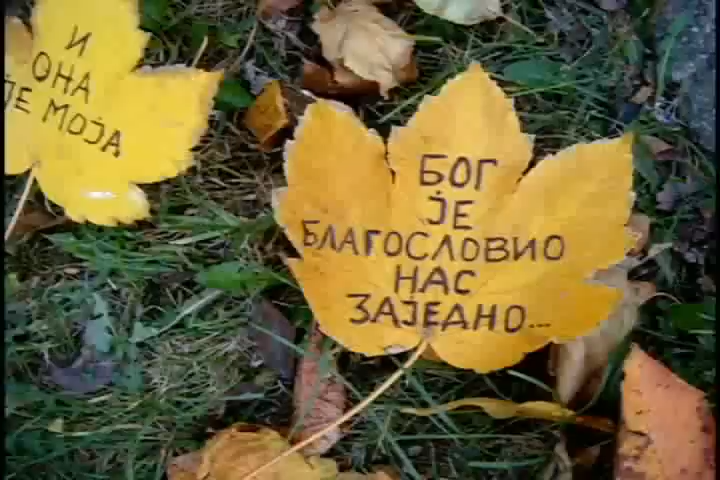 И
ОНА
ЈЕ МОЈА
БОГ
ЈЕ
БЛАГОСЛОВИО
НАС
ЗАЈЕДНО...